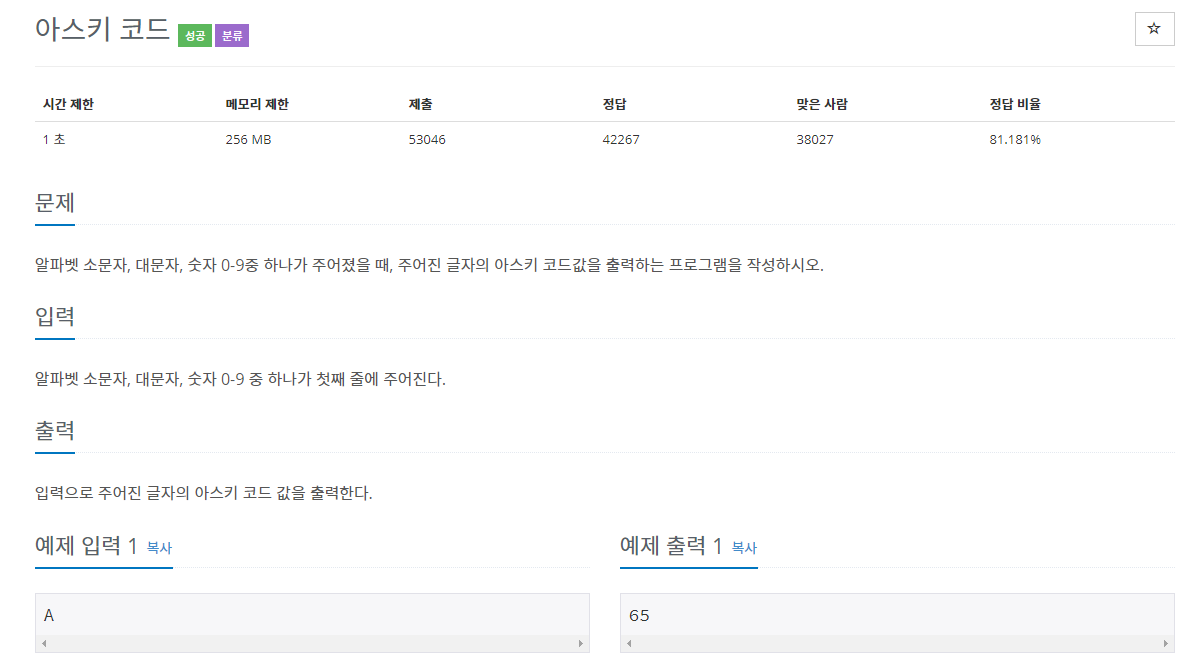 아스키 코드 성공 분류 ☆
시간 제한 메모리 제한 제출 정답 맞은 사람 정답 비율
1 초 256 MB 53046 42267 38027 81.181%
문제
알파벳 소문자, 대문자, 숫자 0-9중 하나가 주어졌을 때, 주어진 글자의 아스키 코드값을 출력하는 프로그램을 작성하시오.
입력
알파벳 소문자, 대문자, 숫자 0-9 중 하나가 첫째 줄에 주어진다.
출력
입력으로 주어진 글자의 아스키 코드 값을 출력한다.
예제 입력 1 복사 예제 출력 1 복사
A 65